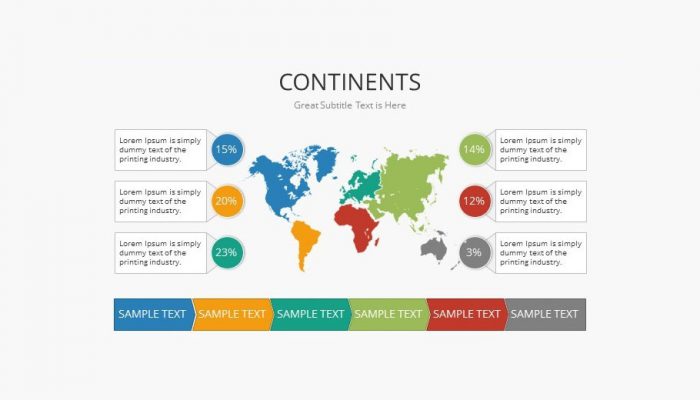 CONTINENTS
Great Subtitle Text is Here
Lorem Ipsum is simply
dummy text of the
printing industry.
15%
14%
Lorem Ipsum is simply
dummy text of the
printing industry.
Lorem Ipsum is simply
dummy text of the
printing industry.
20%
12%
Lorem Ipsum is simply
dummy text of the
printing industry.
Lorem Ipsum is simply
dummy text of the
printing industry.
23%
3%
Lorem Ipsum is simply
dummy text of the
printing industry.
SAMPLE TEXT
SAMPLE TEXT
SAMPLE TEXT
SAMPLE TEXT
SAMPLE TEXT
SAMPLE TEXT